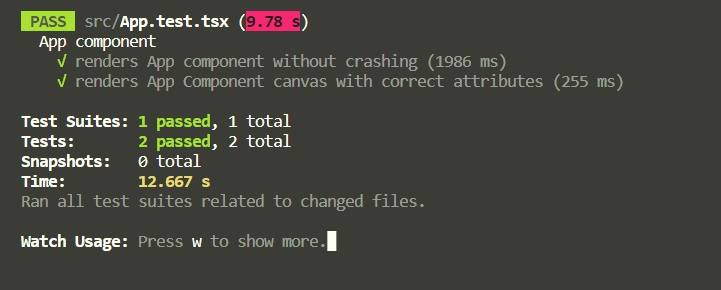 PASS src/App.test.tsx (9.78 s)
App component
√ renders App Component without crashing (1986 ms)
√ renders App Component canvas with correct attributes (255 ms)
Test Suites: 1 passed, 1 total
Tests: 2 passed, 2 total
Snapshots: 0 total
Time: 12.667 s
Ran all test suites related to changed files.
Watch Usage: Press w to show more.